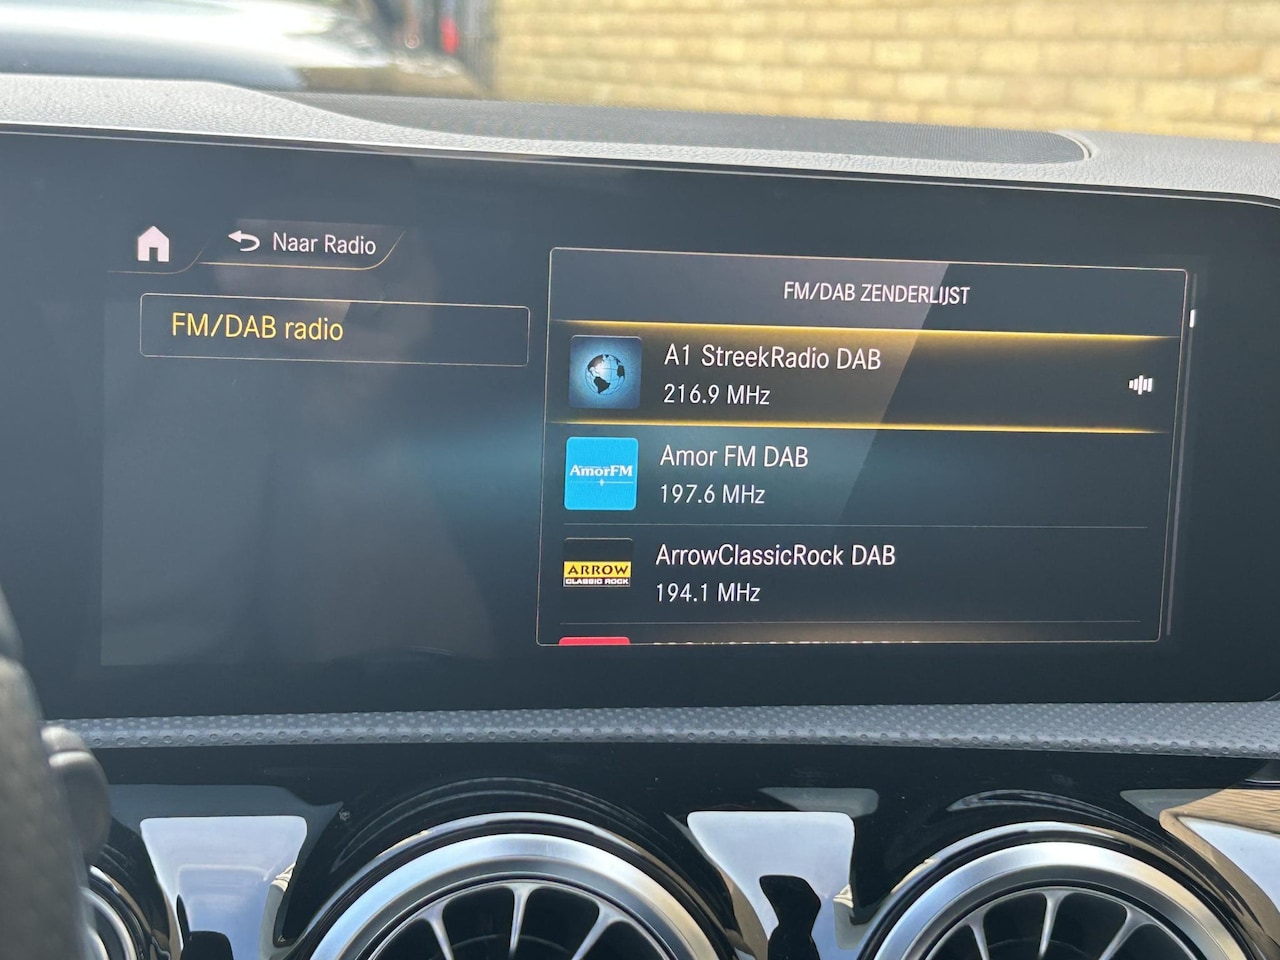 Naar Radio
FM/DAB radio
FM/DAB ZENDERLIJST
A1 StreekRadio DAB
216.9 MHz
AmorFM
Amor FM DAB
197.6 MHz
ARROW
CLASSIC ROCK
ArrowClassicRock DAB
194.1 MHz